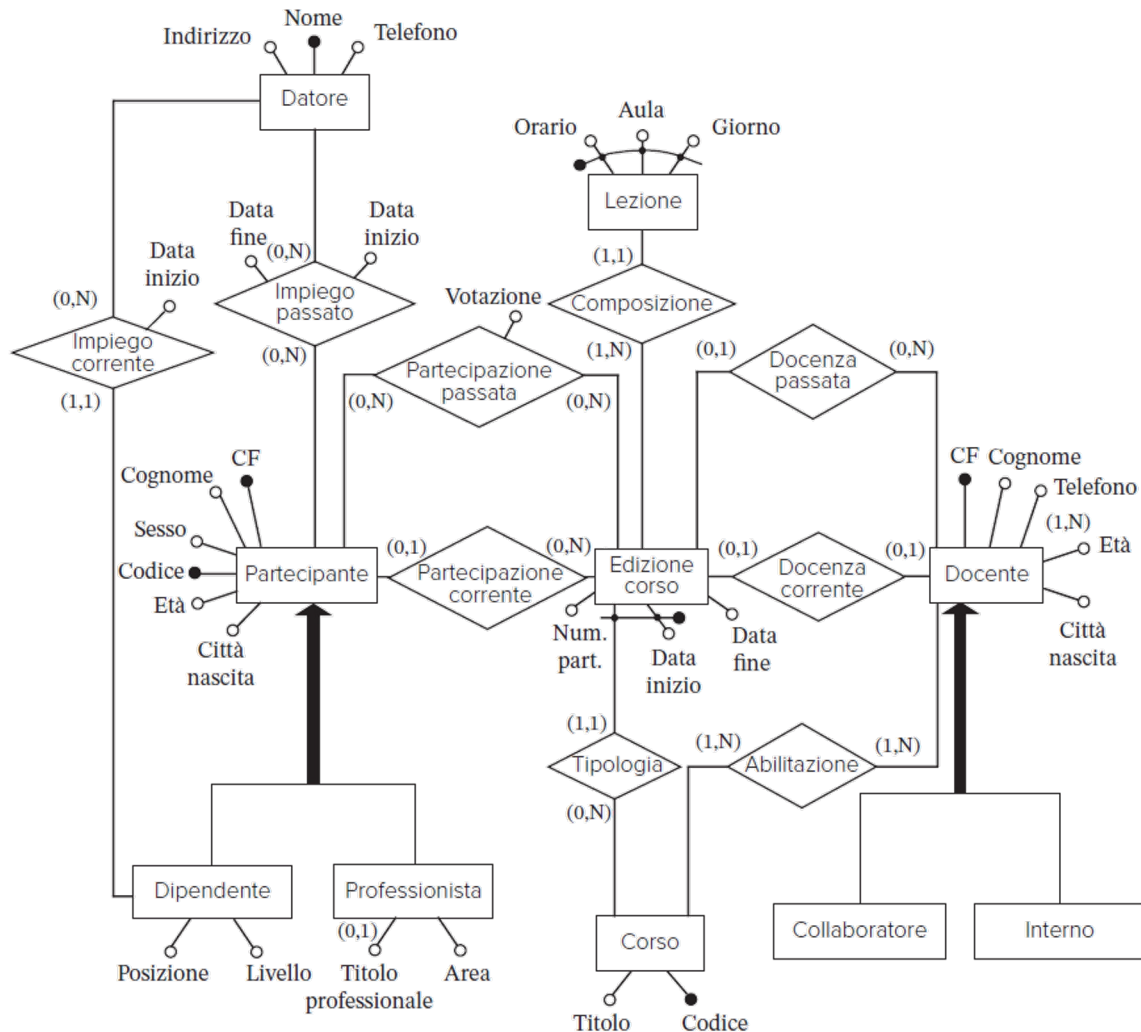 Nome
Indirizzo
Telefono
Datore
Aula
Orario
Giorno
Lezione
Data
fine
Data
inizio
(0,N)
Data
inizio
(1,1)
Impiego
passato
Votazione
Composizione
(0,N)
Impiego
corrente
(0,N)
(1,N)
(0,1)
Docenza
passata
(0,N)
Partecipazione
passata
(1,1)
(0,N)
(0,N)
CF
Cognome
CF
Cognome
Telefono
Sesso
(1,N)
Età
Codice
Partecipante
(0,1)
Partecipazione
corrente
(0,N)
Edizione
corso
(0,1)
Docenza
corrente
(0,1)
Docente
Età
Città
nascita
Num.
part.
Data
inizio
Data
fine
Città
nascita
(1,1)
Tipologia
(0,N)
(1,N)
Abilitazione
(1,N)
Dipendente
Professionista
(0,1)
Posizione
Livello
Titolo
professionale
Area
Corso
Collaboratore
Interno
Titolo
Codice